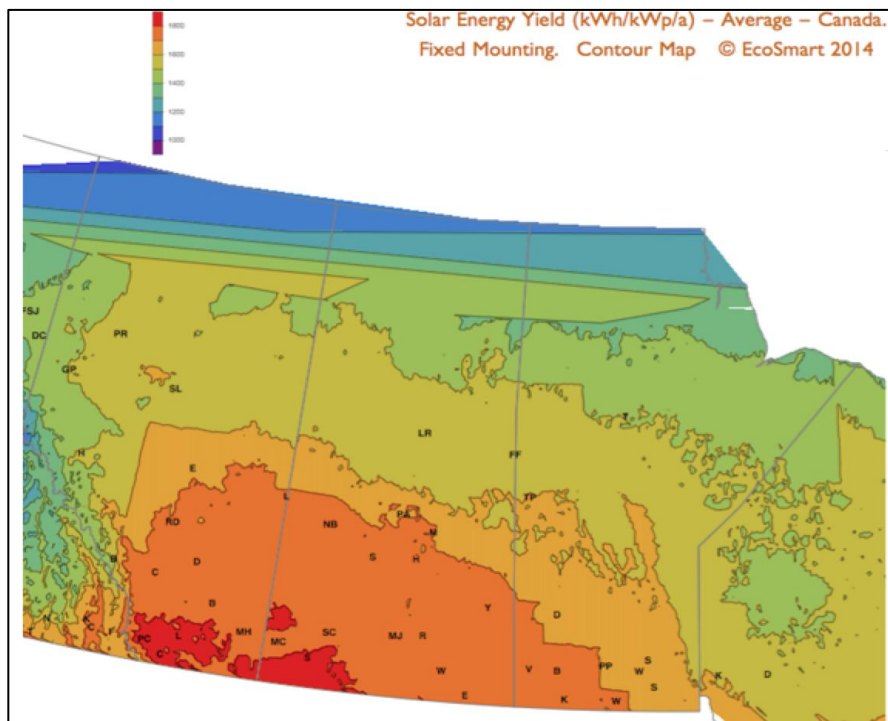 Solar Energy Yield (kWh/kWp/a) – Average – Canada.
Fixed Mounting. Contour Map © EcoSmart 2014
1800
1600
1400
1200
1000
FSJ
DC
PR
GP
SL
LR
H
FF
E
L
TP
RD
NB
PA
M
B
D
S
H
C
B
Y
D
N
K
C
F
PC
L
MH
MC
SC
MJ
R
C
S
W
V
B
PP
W
S
S
K
D
E
K
W
T
T